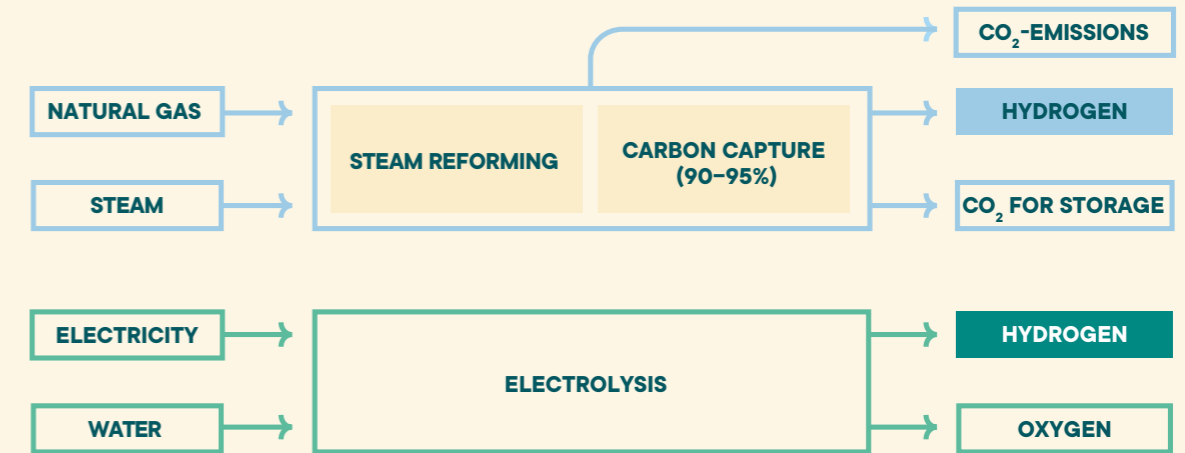 CO₂-EMISSIONS
NATURAL GAS
HYDROGEN
STEAM REFORMING
CARBON CAPTURE
(90–95%)
STEAM
CO₂ FOR STORAGE
ELECTRICITY
HYDROGEN
ELECTROLYSIS
WATER
OXYGEN